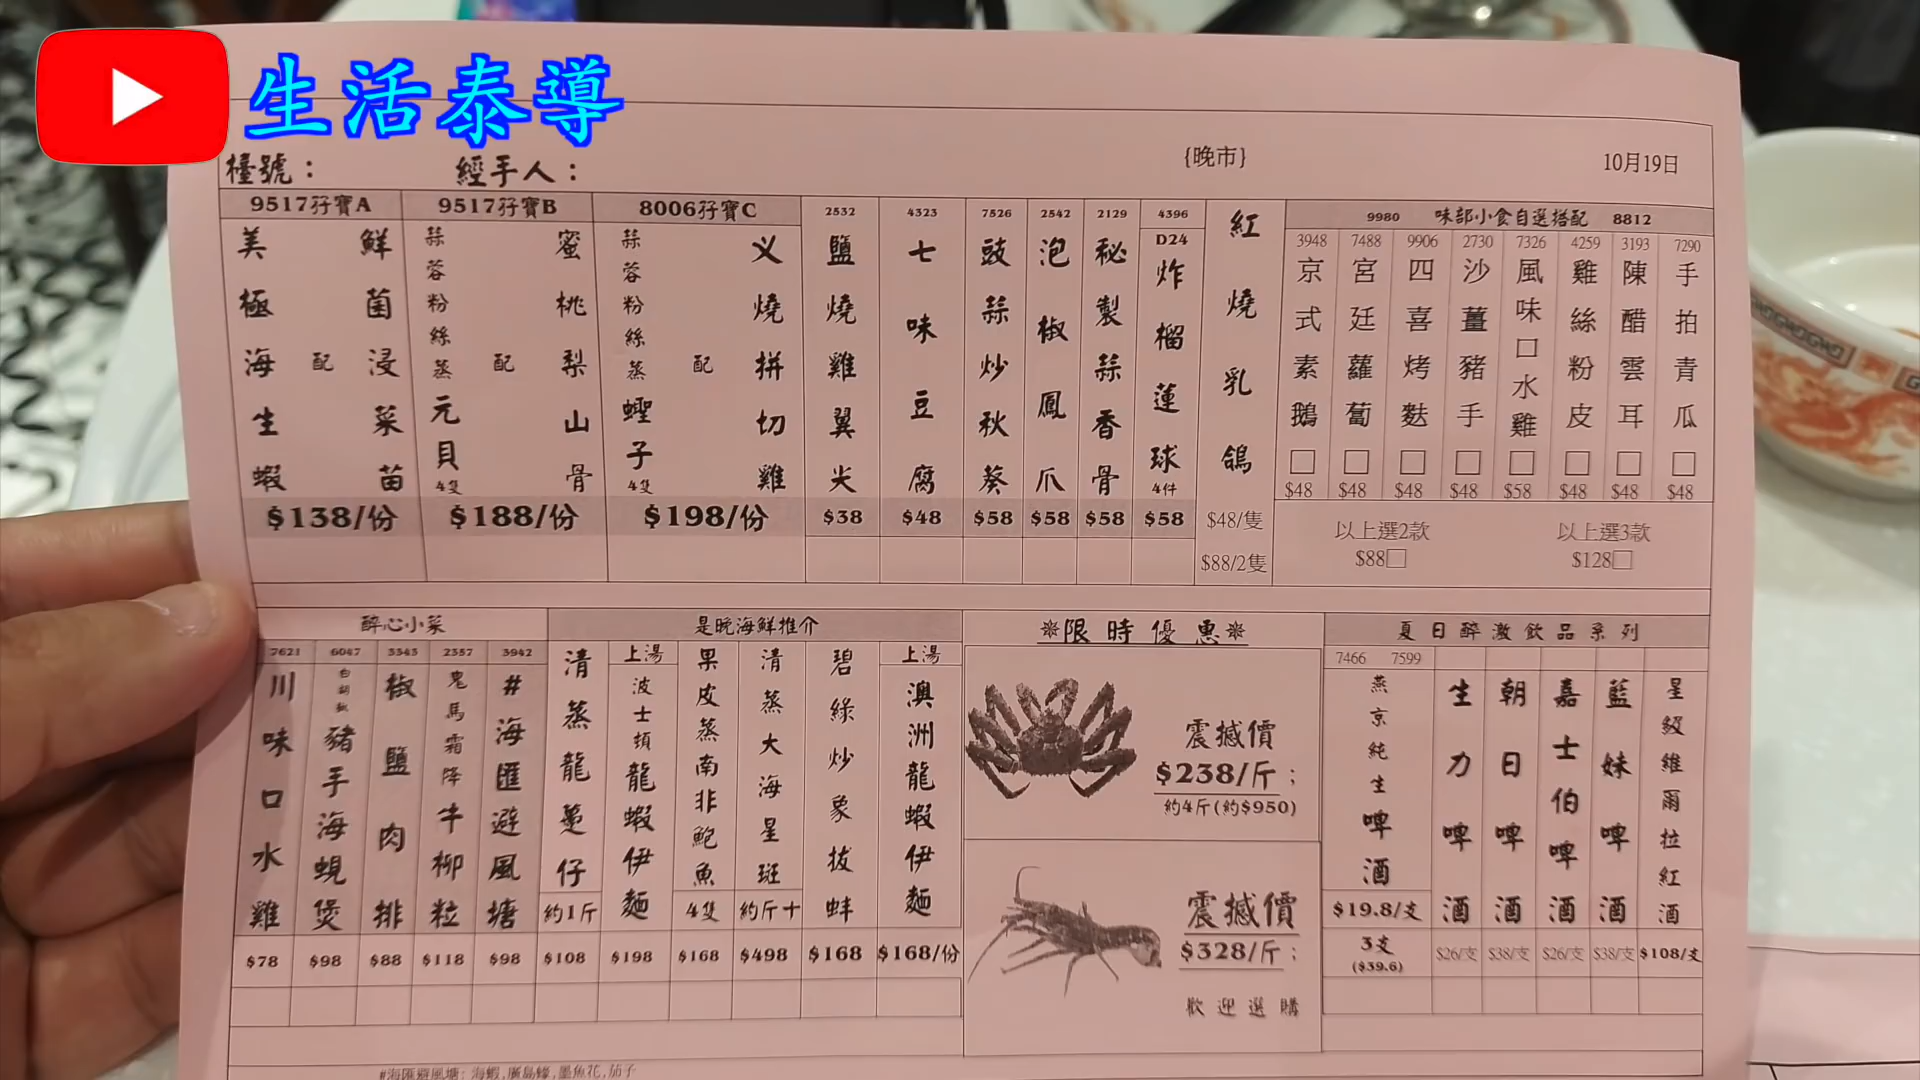 生活泰導
檯號：
經手人：
{晚市}
10月19日
9517孖寶A
鮮菌浸菜苗
配
美極海生蝦
$138/份
9517孖寶B
蜜桃梨山骨
配
蒜蓉粉絲蒸元貝4隻
$188/份
8006孖寶C
义燒拼切雞
配
蒜蓉粉絲蒸蟶子4隻
$198/份
2532
鹽燒雞翼尖
$38
4323
七味豆腐
$48
7526
豉蒜炒秋葵
$58
2542
泡椒鳳爪
$58
2129
秘製蒜香骨
$58
4396
D24
炸榴蓮球
4件
$58
紅燒乳鴿
$48/隻
$88/2隻
9980 味部小食自選搭配 8812
3948
京式素鵝
$48
7488
宮廷蘿蔔
$48
9906
四喜烤麩
$48
2730
沙薑豬手
$48
7326
風味口水雞
$58
4259
雞絲粉皮
$48
3193
陳醋雲耳
$48
7290
手拍青瓜
$48
以上選2款
$88
以上選3款
$128
醉心小菜
7621
川味口水雞
$78
6047
白胡椒豬手海蜆煲
$98
3343
椒鹽肉排
$88
2357
鬼馬霜降牛柳粒
$118
3942
#海匯避風塘
$98
是晚海鮮推介
清蒸龍躉仔
約1斤
$108
上湯
波士頓龍蝦伊麵
$198
果皮蒸南非鮑魚
4隻
$168
清蒸大海星斑
約斤十
$498
碧綠炒象拔蚌
$168
上湯
澳洲龍蝦伊麵
$168/份
※限時優惠※
震撼價
$238/斤；
約4斤(約$950)
震撼價
$328/斤；
歡迎選購
夏日醉激飲品系列
7466 7599
燕京純生啤酒
$19.8/支
3支
($39.6)
生力啤酒
$26/支
朝日啤酒
$38/支
嘉士伯啤酒
$26/支
藍妹啤酒
$38/支
星級維爾拉紅酒
$108/支
#海匯避風塘：海蝦,廣島蠔,墨魚花,茄子